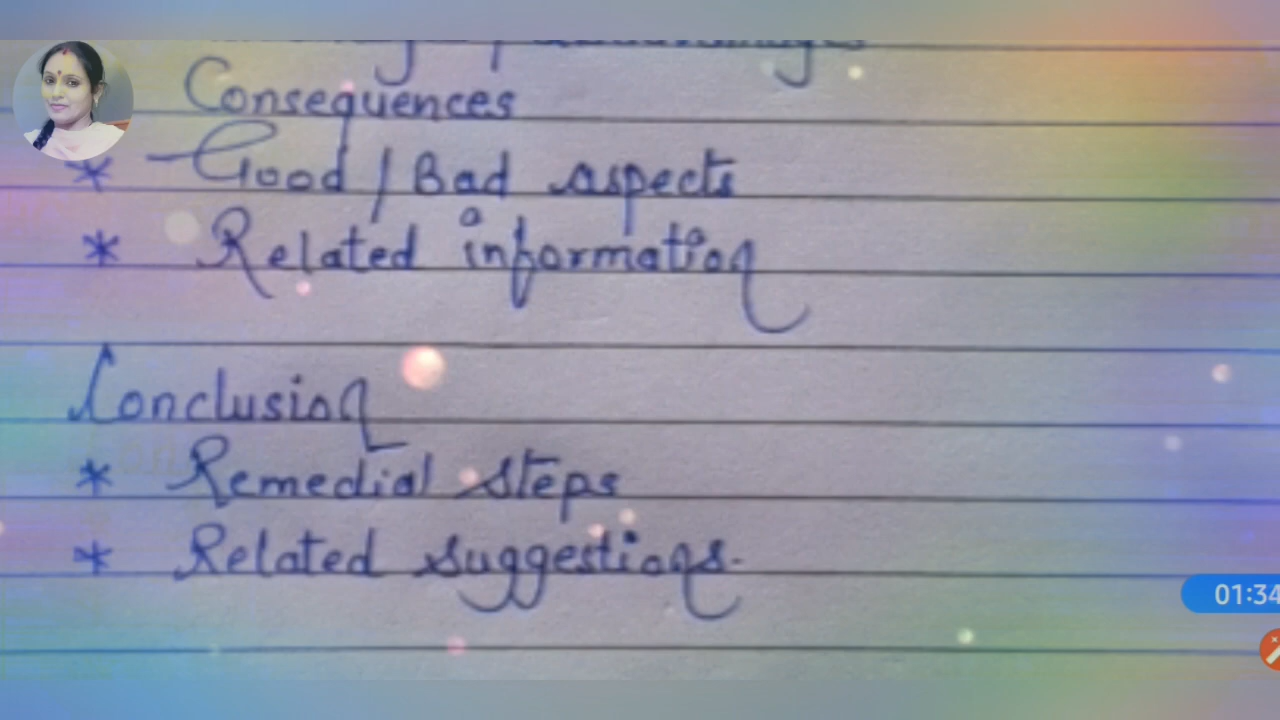 Consequences
* Good / Bad aspects
* Related information
Conclusion
* Remedial steps
* Related suggestions.
01:34